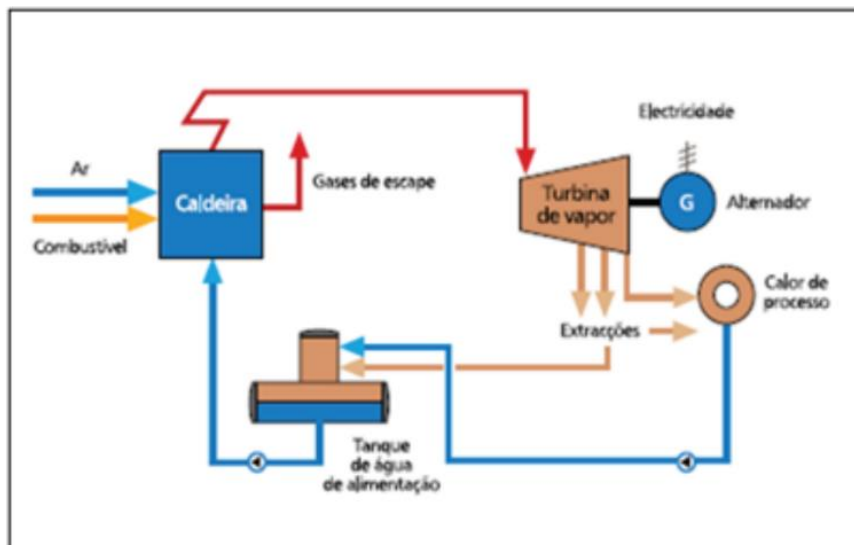 Electricidade
Ar
Caldeira
Gases de escape
Turbina
de vapor
G
Alternador
Combustível
Calor de
processo
Extracções
Tanque
de água
de alimentação